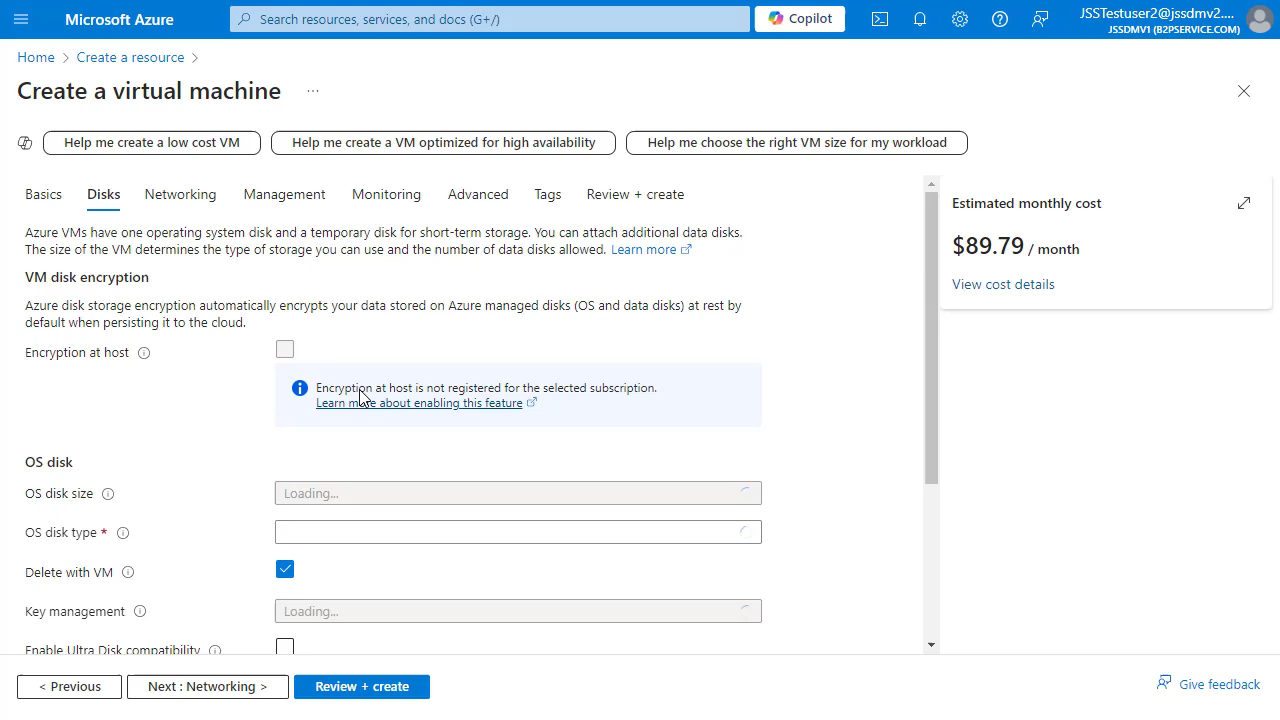 Microsoft Azure
Search resources, services, and docs (G+/)
Copilot
JSSTestuser2@jssdmv2....
JSSDMV1 (B2PSERVICE.COM)
Home > Create a resource >
Create a virtual machine ...
Help me create a low cost VM
Help me create a VM optimized for high availability
Help me choose the right VM size for my workload
Basics
Disks
Networking
Management
Monitoring
Advanced
Tags
Review + create
Azure VMs have one operating system disk and a temporary disk for short-term storage. You can attach additional data disks.
The size of the VM determines the type of storage you can use and the number of data disks allowed. Learn more
VM disk encryption
Azure disk storage encryption automatically encrypts your data stored on Azure managed disks (OS and data disks) at rest by
default when persisting it to the cloud.
Encryption at host
Encryption at host is not registered for the selected subscription.
Learn more about enabling this feature
OS disk
OS disk size
Loading...
OS disk type *
Delete with VM
Key management
Loading...
Enable Ultra Disk compatibility
Estimated monthly cost
$89.79 / month
View cost details
< Previous
Next : Networking >
Review + create
Give feedback